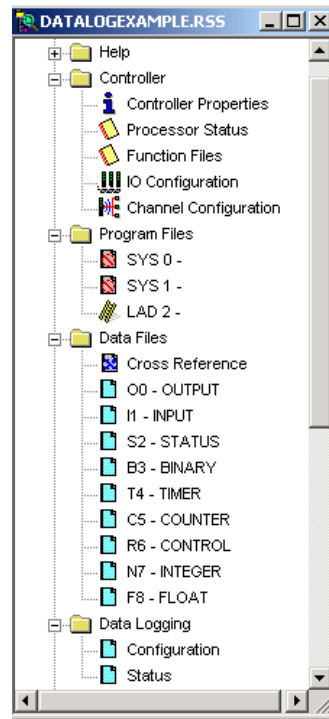 DATALOGEXAMPLE.RSS
Help
Controller
Controller Properties
Processor Status
Function Files
IO Configuration
Channel Configuration
Program Files
SYS 0 -
SYS 1 -
LAD 2 -
Data Files
Cross Reference
O0 - OUTPUT
I1 - INPUT
S2 - STATUS
B3 - BINARY
T4 - TIMER
C5 - COUNTER
R6 - CONTROL
N7 - INTEGER
F8 - FLOAT
Data Logging
Configuration
Status